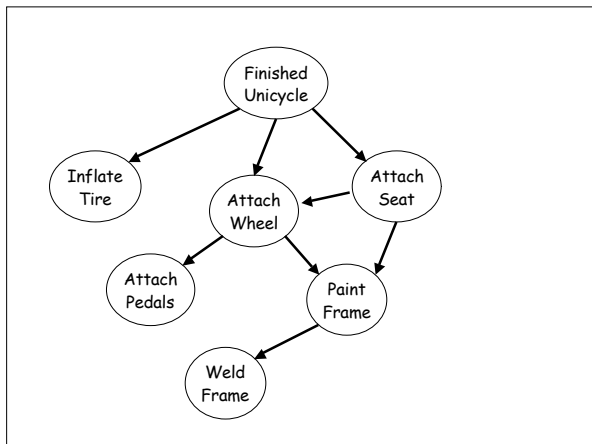 Finished
Unicycle
Inflate
Tire
Attach
Wheel
Attach
Seat
Attach
Pedals
Paint
Frame
Weld
Frame